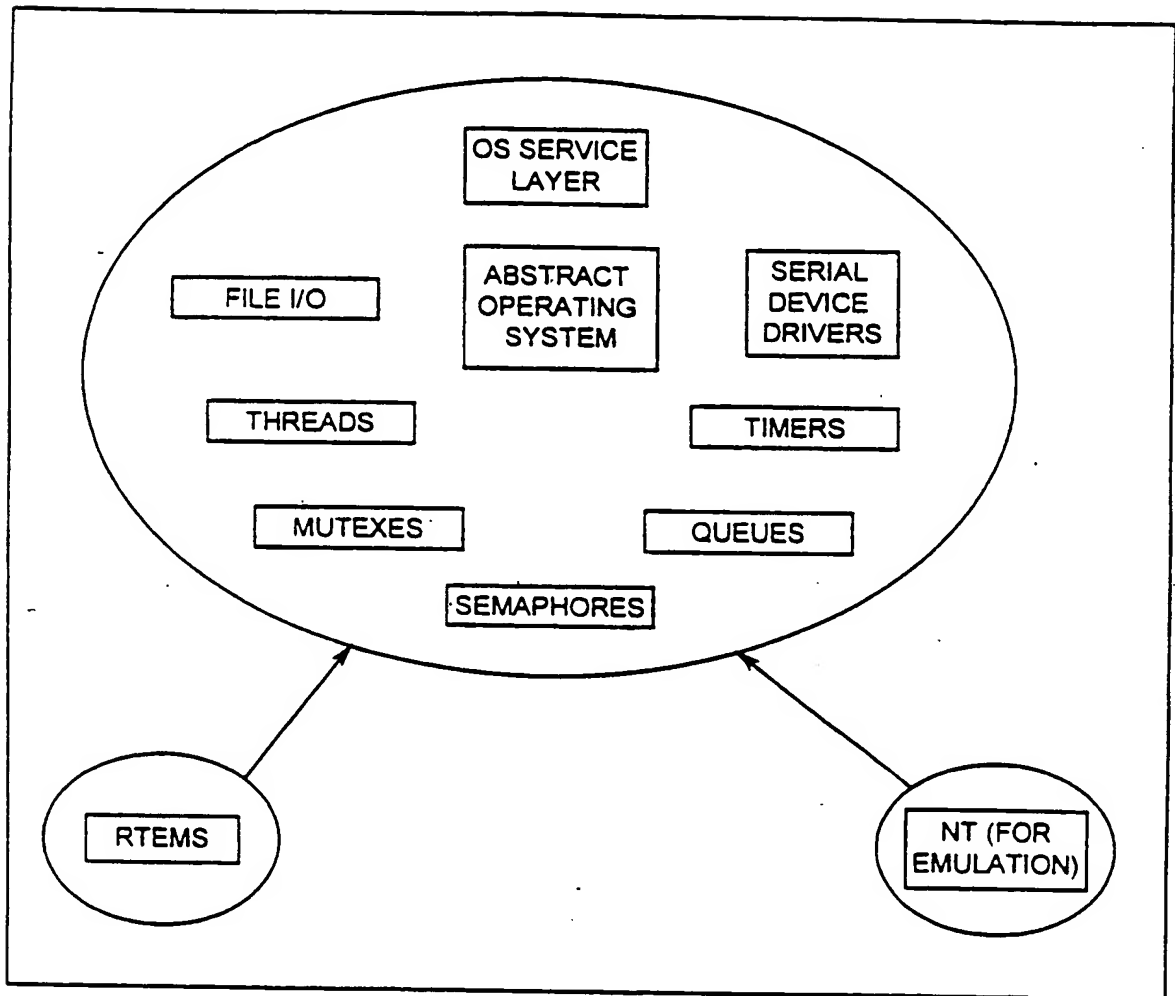 OS SERVICE
LAYER
FILE I/O
ABSTRACT
OPERATING
SYSTEM
SERIAL
DEVICE
DRIVERS
THREADS
TIMERS
MUTEXES
QUEUES
SEMAPHORES
RTEMS
NT (FOR
EMULATION)